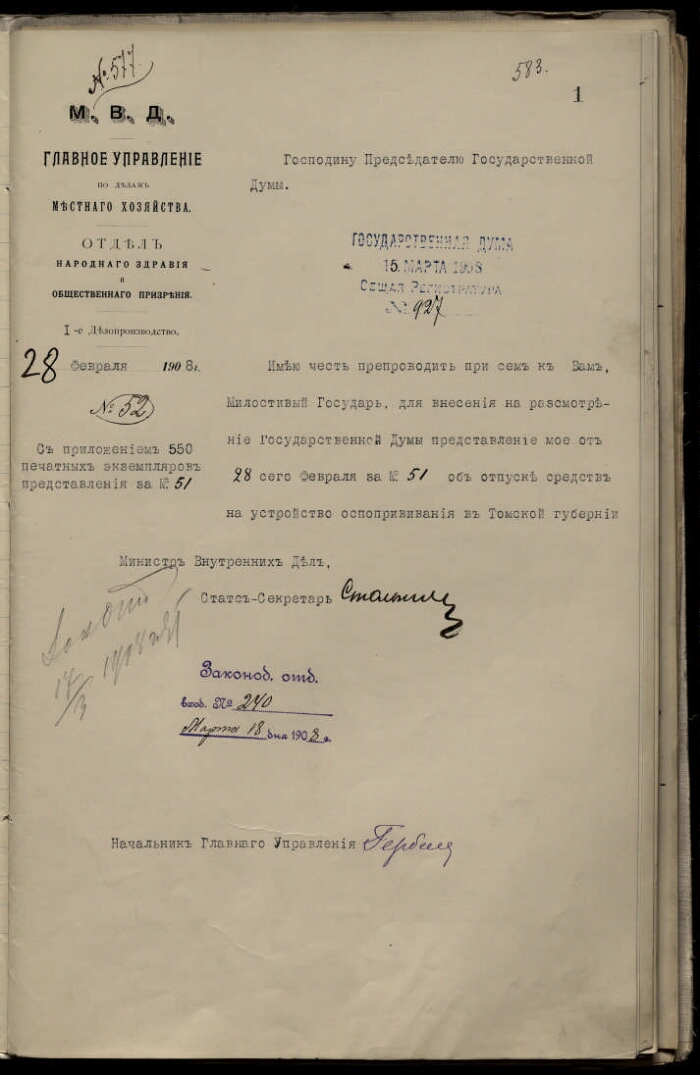 № 577
583.
1
М. В. Д.
ГЛАВНОЕ УПРАВЛЕНІЕ
ПО ДѢЛАМЪ
МѢСТНАГО ХОЗЯЙСТВА.
ОТДѢЛЪ
НАРОДНАГО ЗДРАВІЯ
и
ОБЩЕСТВЕННАГО ПРИЗРѢНІЯ.
I-е Дѣлопроизводство.
28 Февраля 1908 г.
№ 52
Съ приложеніемъ 550
печатныхъ экземпляровъ
представленія за № 51
Господину Предсѣдателю Государственной
Думы.
ГОСУДАРСТВЕННАЯ ДУМА
15 МАРТА 1908
ОБЩАЯ РЕГИСТРАТУРА
№ 927
Имѣю честь препроводить при семъ къ Вамъ,
Милостивый Государь, для внесенія на разсмотрѣ-
ніе Государственной Думы представленіе мое отъ
28 сего Февраля за № 51 объ отпускѣ средствъ
на устройство оспопрививанія въ Томской губерніи
Министръ Внутреннихъ Дѣлъ,
Статсъ-Секретарь Столыпинъ
17/3 1908
Законод. отд.
вход. № 240
Марта 18 дня 1908 г.
Начальникъ Главнаго Управленія Гербель